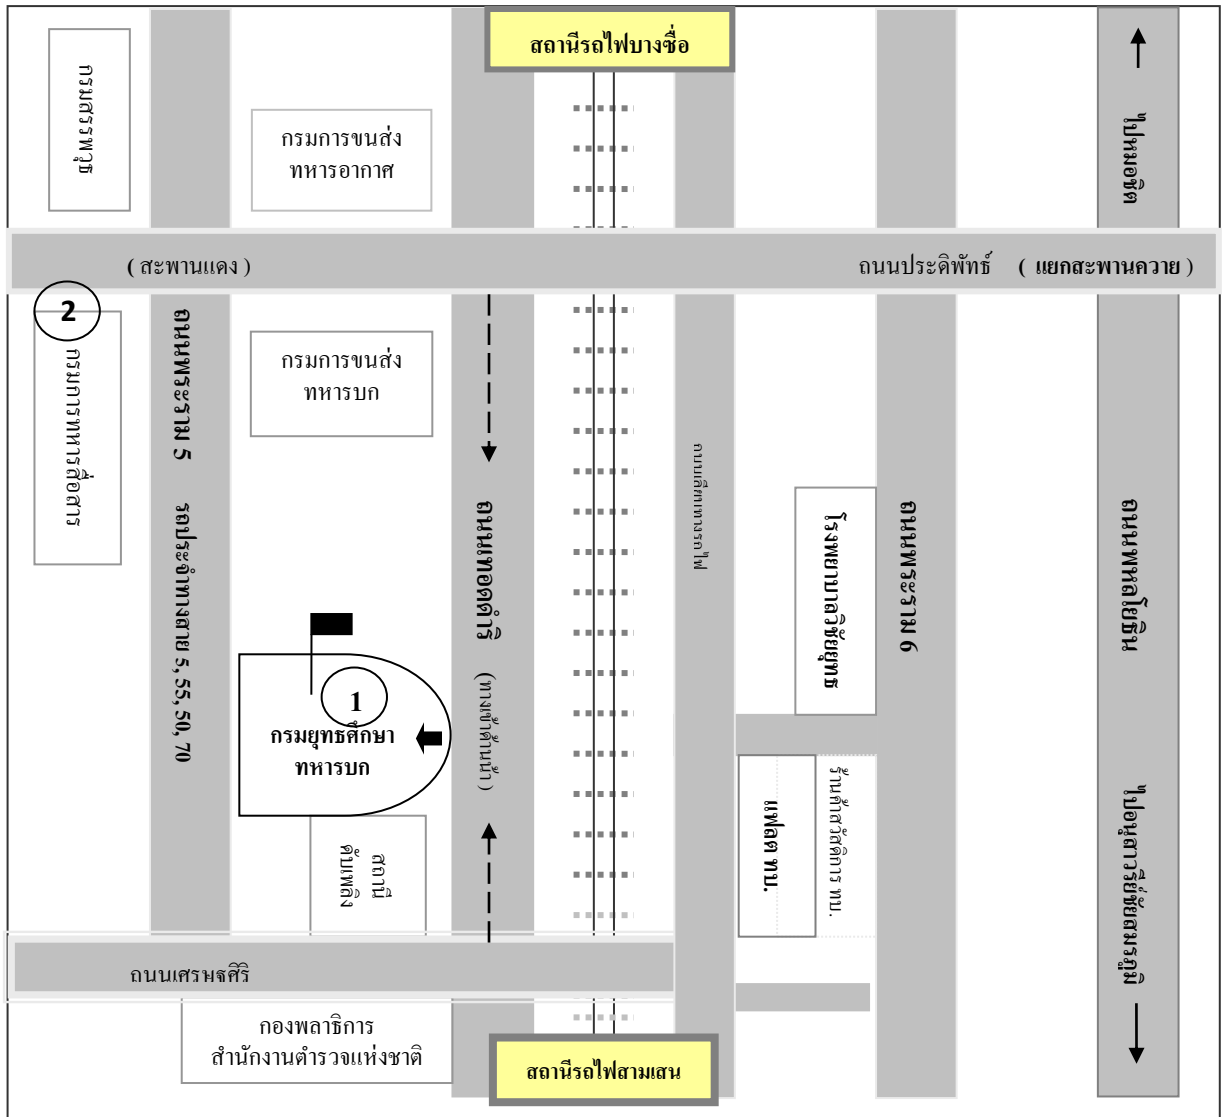 สถานีรถไฟบางซื่อ
กรมสรรพวุธ
กรมการขนส่ง
ทหารอากาศ
ไปหมอชิต
( สะพานแดง )
ถนนประดิพัทธ์ ( แยกสะพานควาย )
2
กรมการทหารสื่อสาร
ถนนพระราม 5
รถประจำทางสาย 5, 55, 50, 70
กรมการขนส่ง
ทหารบก
ถนนเทอดดำริ
(ทางเข้าด้านหน้า )
ถนนเลียบทางรถไฟ
โรงพยาบาลวิชัยยุทธ
ถนนพระราม 6
ถนนพหลโยธิน
1
กรมยุทธศึกษา
ทหารบก
สถานี
ดับเพลิง
แฟลต ทบ.
ร้านค้าสวัสดิการ ทบ.
ไปอนุสาวรีย์ชัยสมรภูมิ
ถนนเศรษฐศิริ
กองพลาธิการ
สำนักงานตำรวจแห่งชาติ
สถานีรถไฟสามเสน